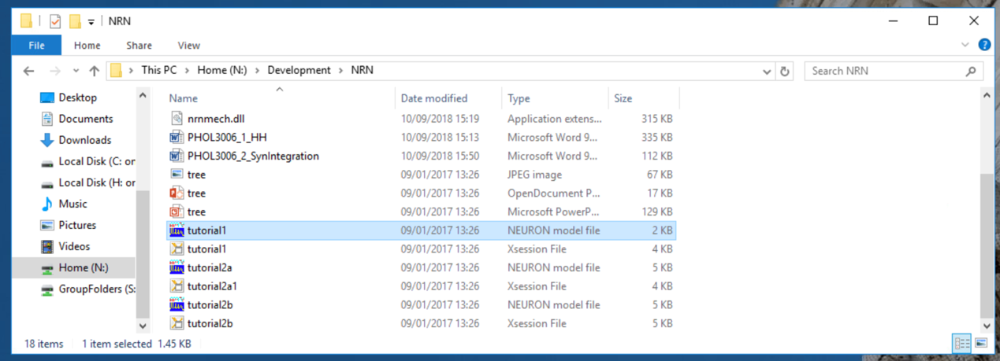 NRN
File Home Share View
This PC Home (N:) Development NRN Search NRN
Name Date modified Type Size
Desktop
Documents
Downloads
Local Disk (C: or
Local Disk (H: or
Music
Pictures
Videos
Home (N:)
GroupFolders (S:
nrnmech.dll 10/09/2018 15:19 Application extens... 315 KB
PHOL3006_1_HH 10/09/2018 15:13 Microsoft Word 9... 335 KB
PHOL3006_2_SynIntegration 10/09/2018 15:50 Microsoft Word 9... 112 KB
tree 09/01/2017 13:26 JPEG image 67 KB
tree 09/01/2017 13:26 OpenDocument P... 17 KB
tree 09/01/2017 13:26 Microsoft PowerP... 129 KB
tutorial1 09/01/2017 13:26 NEURON model file 2 KB
tutorial1 09/01/2017 13:26 Xsession File 4 KB
tutorial2a 09/01/2017 13:26 NEURON model file 5 KB
tutorial2a1 09/01/2017 13:26 Xsession File 4 KB
tutorial2b 09/01/2017 13:26 NEURON model file 5 KB
tutorial2b 09/01/2017 13:26 Xsession File 5 KB
18 items 1 item selected 1.45 KB